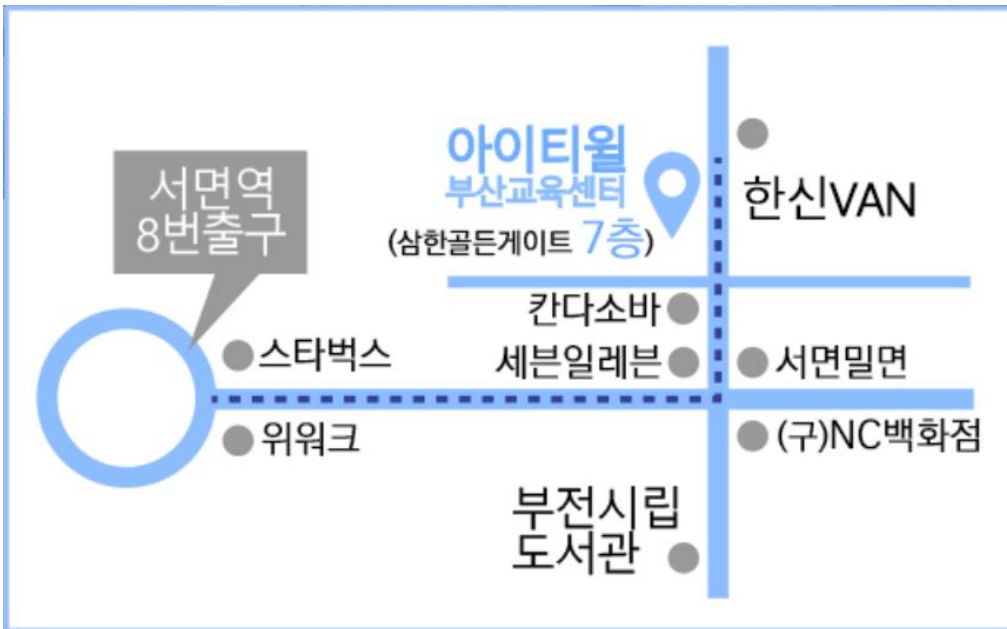 아이티윌
부산교육센터
(삼한골든게이트 7층)
한신VAN
서면역
8번출구
칸다소바
스타벅스
세븐일레븐
서면밀면
위워크
(구)NC백화점
부전시립
도서관